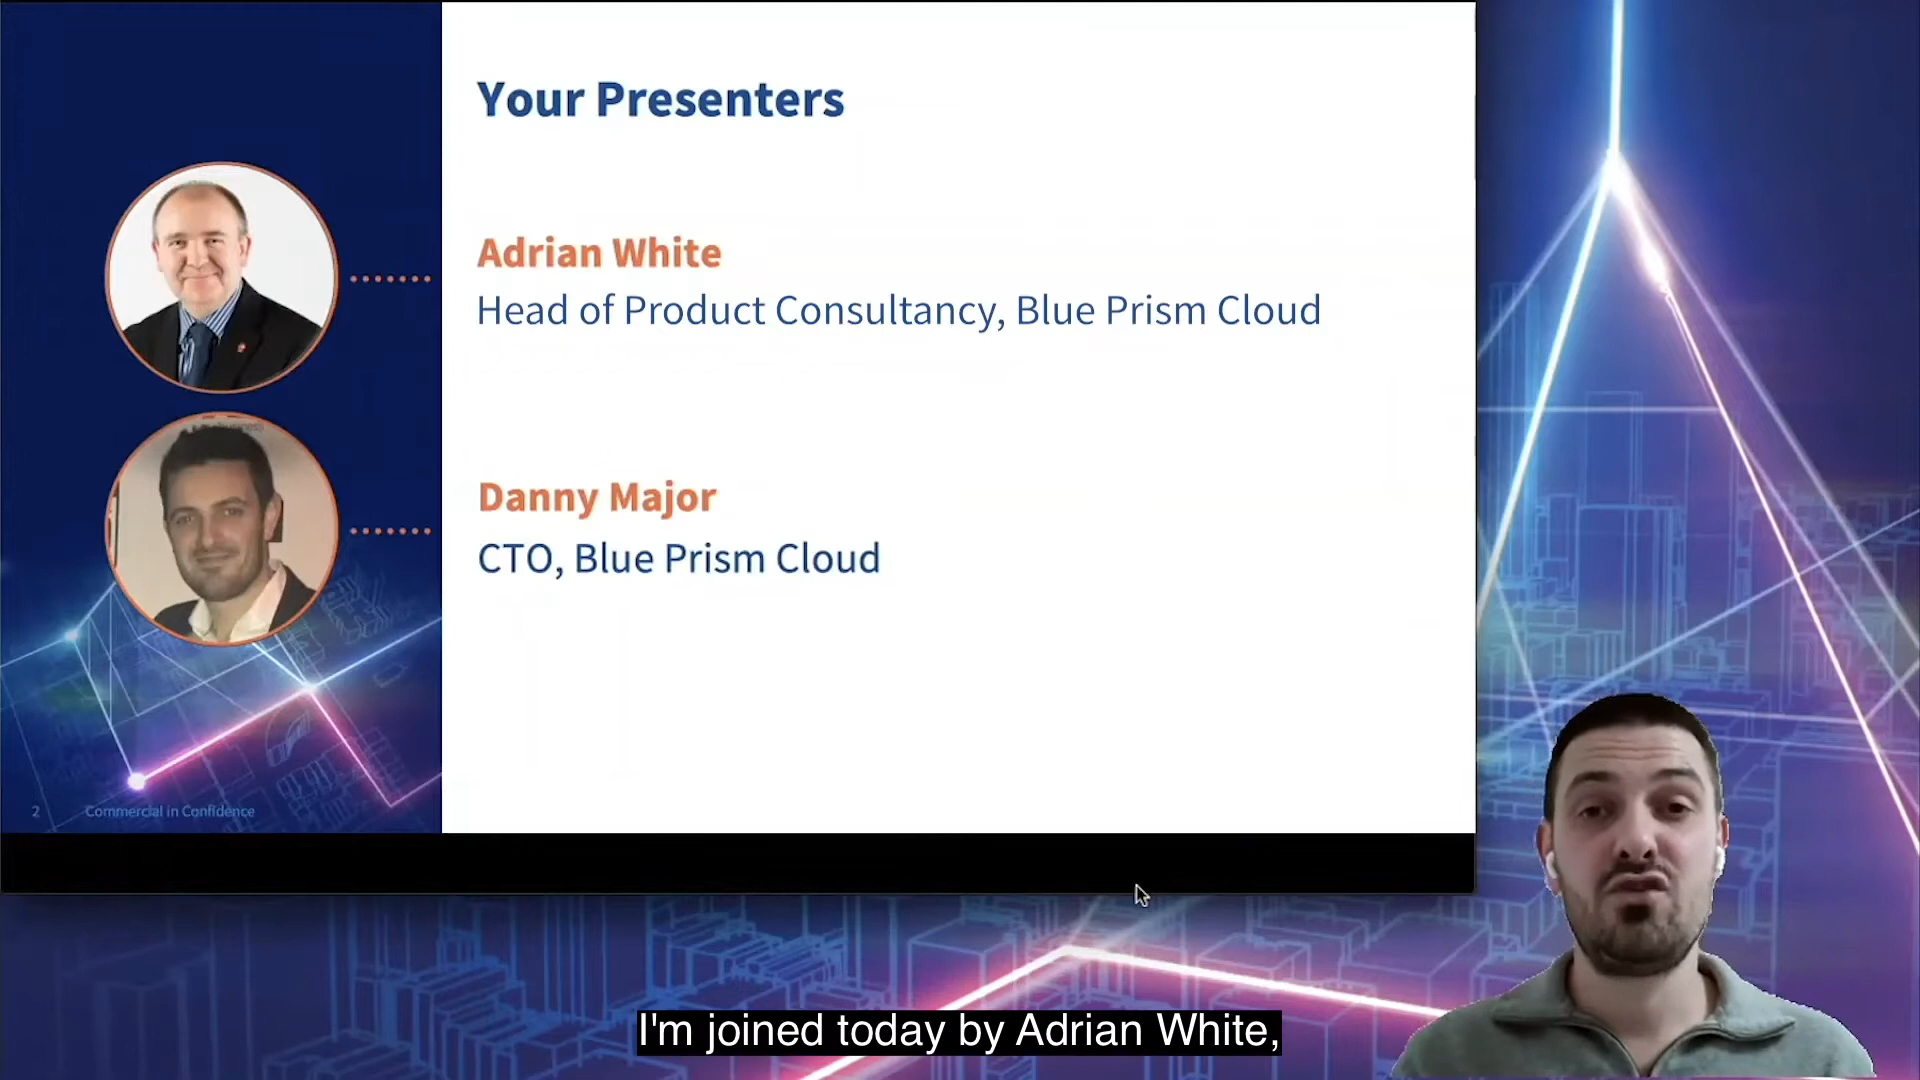 Your Presenters
Adrian White
Head of Product Consultancy, Blue Prism Cloud
Danny Major
CTO, Blue Prism Cloud
2 Commercial in Confidence
I'm joined today by Adrian White,